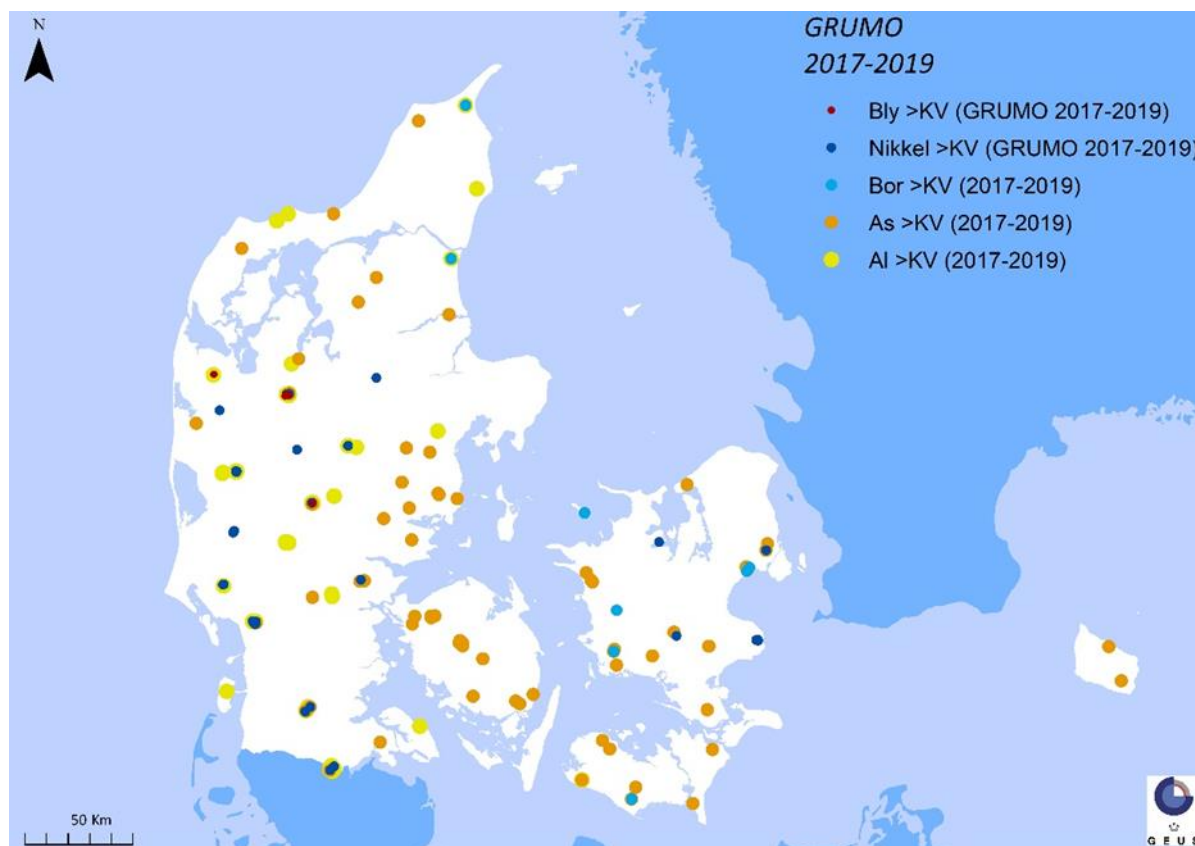 N
GRUMO
2017-2019
Bly >KV (GRUMO 2017-2019)
Nikkel >KV (GRUMO 2017-2019)
Bor >KV (2017-2019)
As >KV (2017-2019)
Al >KV (2017-2019)
50 Km
G E U S